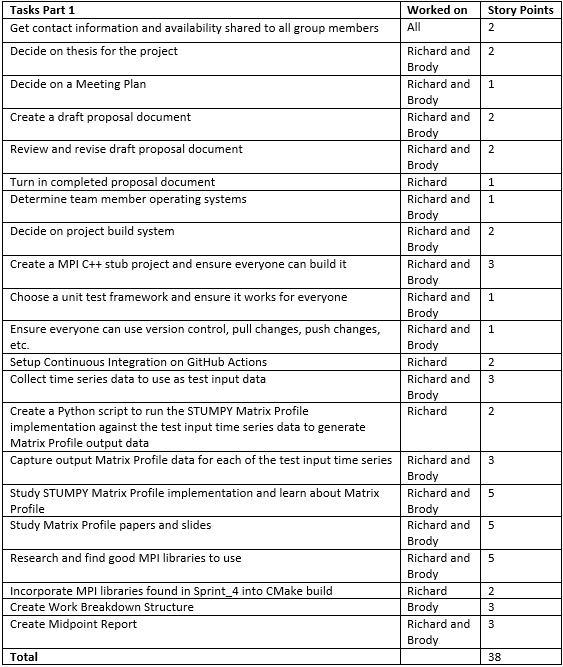 Tasks Part 1 Worked on Story Points
Get contact information and availability shared to all group members All 2
Decide on thesis for the project Richard and 2
Brody
Decide on a Meeting Plan Richard and 1
Brody
Create a draft proposal document Richard and 2
Brody
Review and revise draft proposal document Richard and 2
Brody
Turn in completed proposal document Richard 1
Determine team member operating systems Richard and 1
Brody
Decide on project build system Richard and 2
Brody
Create a MPI C++ stub project and ensure everyone can build it Richard and 3
Brody
Choose a unit test framework and ensure it works for everyone Richard and 1
Brody
Ensure everyone can use version control, pull changes, push changes, Richard and 1
etc. Brody
Setup Continuous Integration on GitHub Actions Richard 2
Collect time series data to use as test input data Richard and 3
Brody
Create a Python script to run the STUMPY Matrix Profile Richard 2
implementation against the test input time series data to generate
Matrix Profile output data
Capture output Matrix Profile data for each of the test input time series Richard and 3
Brody
Study STUMPY Matrix Profile implementation and learn about Matrix Richard and 5
Profile Brody
Study Matrix Profile papers and slides Richard and 5
Brody
Research and find good MPI libraries to use Richard and 5
Brody
Incorporate MPI libraries found in Sprint_4 into CMake build Richard 2
Create Work Breakdown Structure Brody 3
Create Midpoint Report Richard and 3
Brody
Total 38